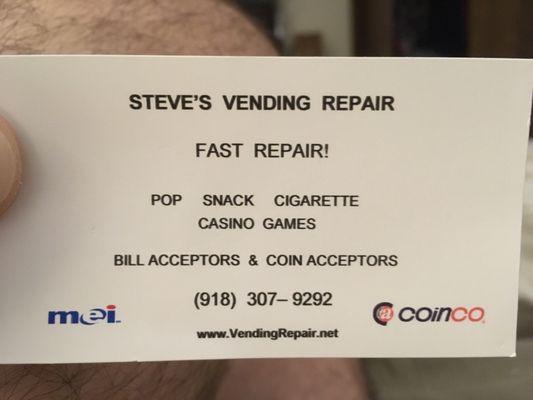 STEVE'S VENDING REPAIR
FAST REPAIR!
POP SNACK CIGARETTE
CASINO GAMES
BILL ACCEPTORS & COIN ACCEPTORS
(918) 307– 9292
mei
@ COINCO
www.VendingRepair.net